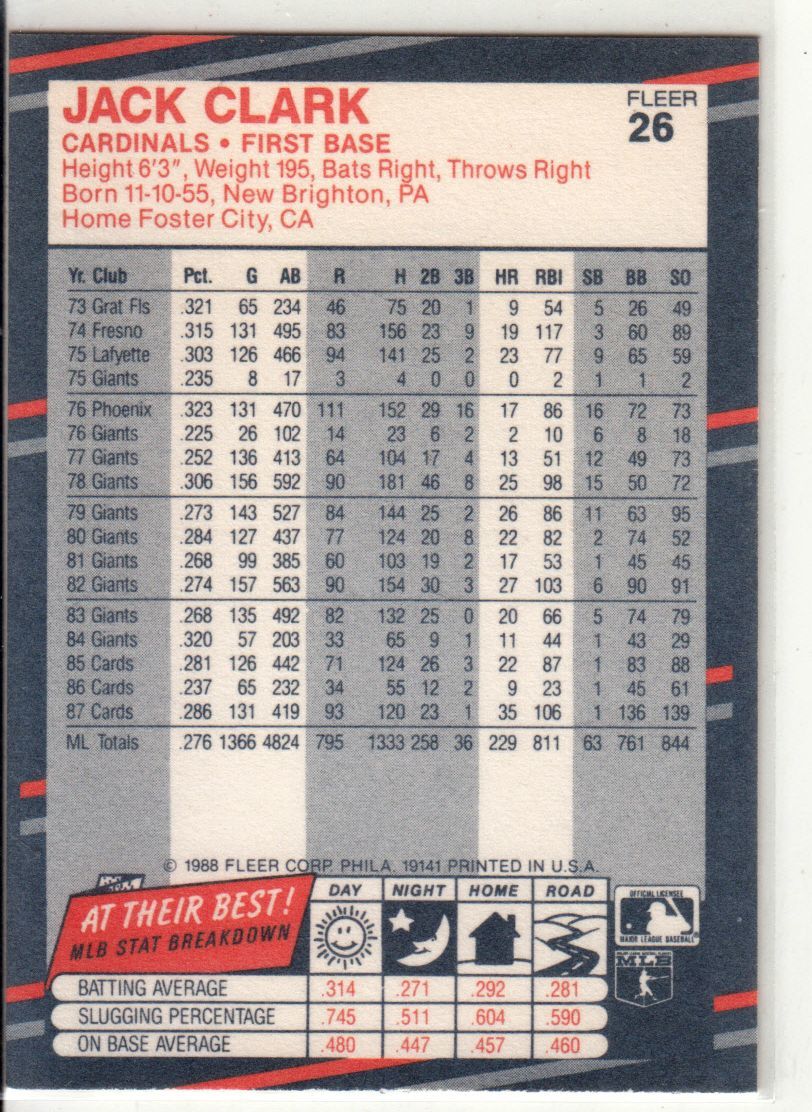 JACK CLARK
FLEER
26
CARDINALS • FIRST BASE
Height 6'3", Weight 195, Bats Right, Throws Right
Born 11-10-55, New Brighton, PA
Home Foster City, CA
Yr. Club Pct. G AB R H 2B 3B HR RBI SB BB SO
73 Grat Fls .321 65 234 46 75 20 1 9 54 5 26 49
74 Fresno .315 131 495 83 156 23 9 19 117 3 60 89
75 Lafyette .303 126 466 94 141 25 2 23 77 9 65 59
75 Giants .235 8 17 3 4 0 0 0 2 1 1 2
76 Phoenix .323 131 470 111 152 29 16 17 86 16 72 73
76 Giants .225 26 102 14 23 6 2 2 10 6 8 18
77 Giants .252 136 413 64 104 17 4 13 51 12 49 73
78 Giants .306 156 592 90 181 46 8 25 98 15 50 72
79 Giants .273 143 527 84 144 25 2 26 86 11 63 95
80 Giants .284 127 437 77 124 20 8 22 82 2 74 52
81 Giants .268 99 385 60 103 19 2 17 53 1 45 45
82 Giants .274 157 563 90 154 30 3 27 103 6 90 91
83 Giants .268 135 492 82 132 25 0 20 66 5 74 79
84 Giants .320 57 203 33 65 9 1 11 44 1 43 29
85 Cards .281 126 442 71 124 26 3 22 87 1 83 88
86 Cards .237 65 232 34 55 12 2 9 23 1 45 61
87 Cards .286 131 419 93 120 23 1 35 106 1 136 139
ML Totals .276 1366 4824 795 1333 258 36 229 811 63 761 844
© 1988 FLEER CORP. PHILA. 19141 PRINTED IN U.S.A.
AT THEIR BEST!
MLB STAT BREAKDOWN
DAY NIGHT HOME ROAD
BATTING AVERAGE .314 .271 .292 .281
SLUGGING PERCENTAGE .745 .511 .604 .590
ON BASE AVERAGE .480 .447 .457 .460
OFFICIAL LICENSEE
MAJOR LEAGUE BASEBALL